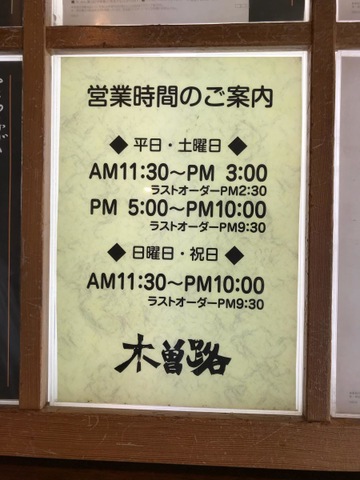 営業時間のご案内
◆ 平日・土曜日 ◆
AM11:30～PM 3:00
ラストオーダーPM2:30
PM 5:00～PM10:00
ラストオーダーPM9:30
◆ 日曜日・祝日 ◆
AM11:30～PM10:00
ラストオーダーPM9:30
木曽路